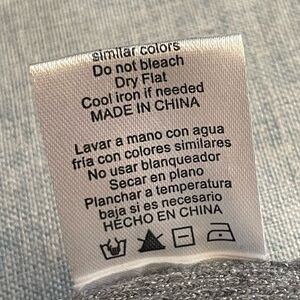 similar colors
Do not bleach
Dry Flat
Cool iron if needed
MADE IN CHINA
Lavar a mano con agua
fría con colores similares
No usar blanqueador
Secar en plano
Planchar a temperatura
baja si es necesario
HECHO EN CHINA